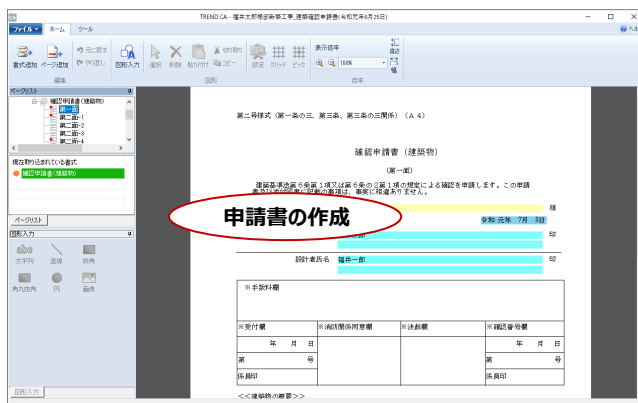 TREND CA - 福井太郎様邸新築工事_建築確認申請書(令和元年6月25日)
ファイル ホーム ツール
ヘルプ
書式追加 ページ追加 元に戻す やり直し 図形入力 選択 削除 貼り付け 切り取り コピー 設定 グリッド ピック 表示倍率 100% 高さ 幅
編集 図形 倍率
ページリスト
確認申請書(建築物)
第一面
第二面-1
第二面-2
第二面-3
第二面-4
現在取り込まれている書式
確認申請書(建築物)
ページリスト
図形入力
abc
文字列 直線 四角
角丸四角 円 画像
図形入力
第二号様式(第一条の三、第三条、第三条の三関係)(A4)
確認申請書(建築物)
(第一面)
建築基準法第6条第1項又は第6条の2第1項の規定による確認を申請します。この申請
書及び添付図書に記載の事項は、事実に相違ありません。
申請書の作成
様
令和 元年 7月 3日
印
設計者氏名 福井一郎 印
※手数料欄
※受付欄 ※消防関係同意欄 ※決裁欄 ※確認番号欄
年 月 日 年 月 日
第 号 第 号
係員印 係員印
<<建築物の概要>>